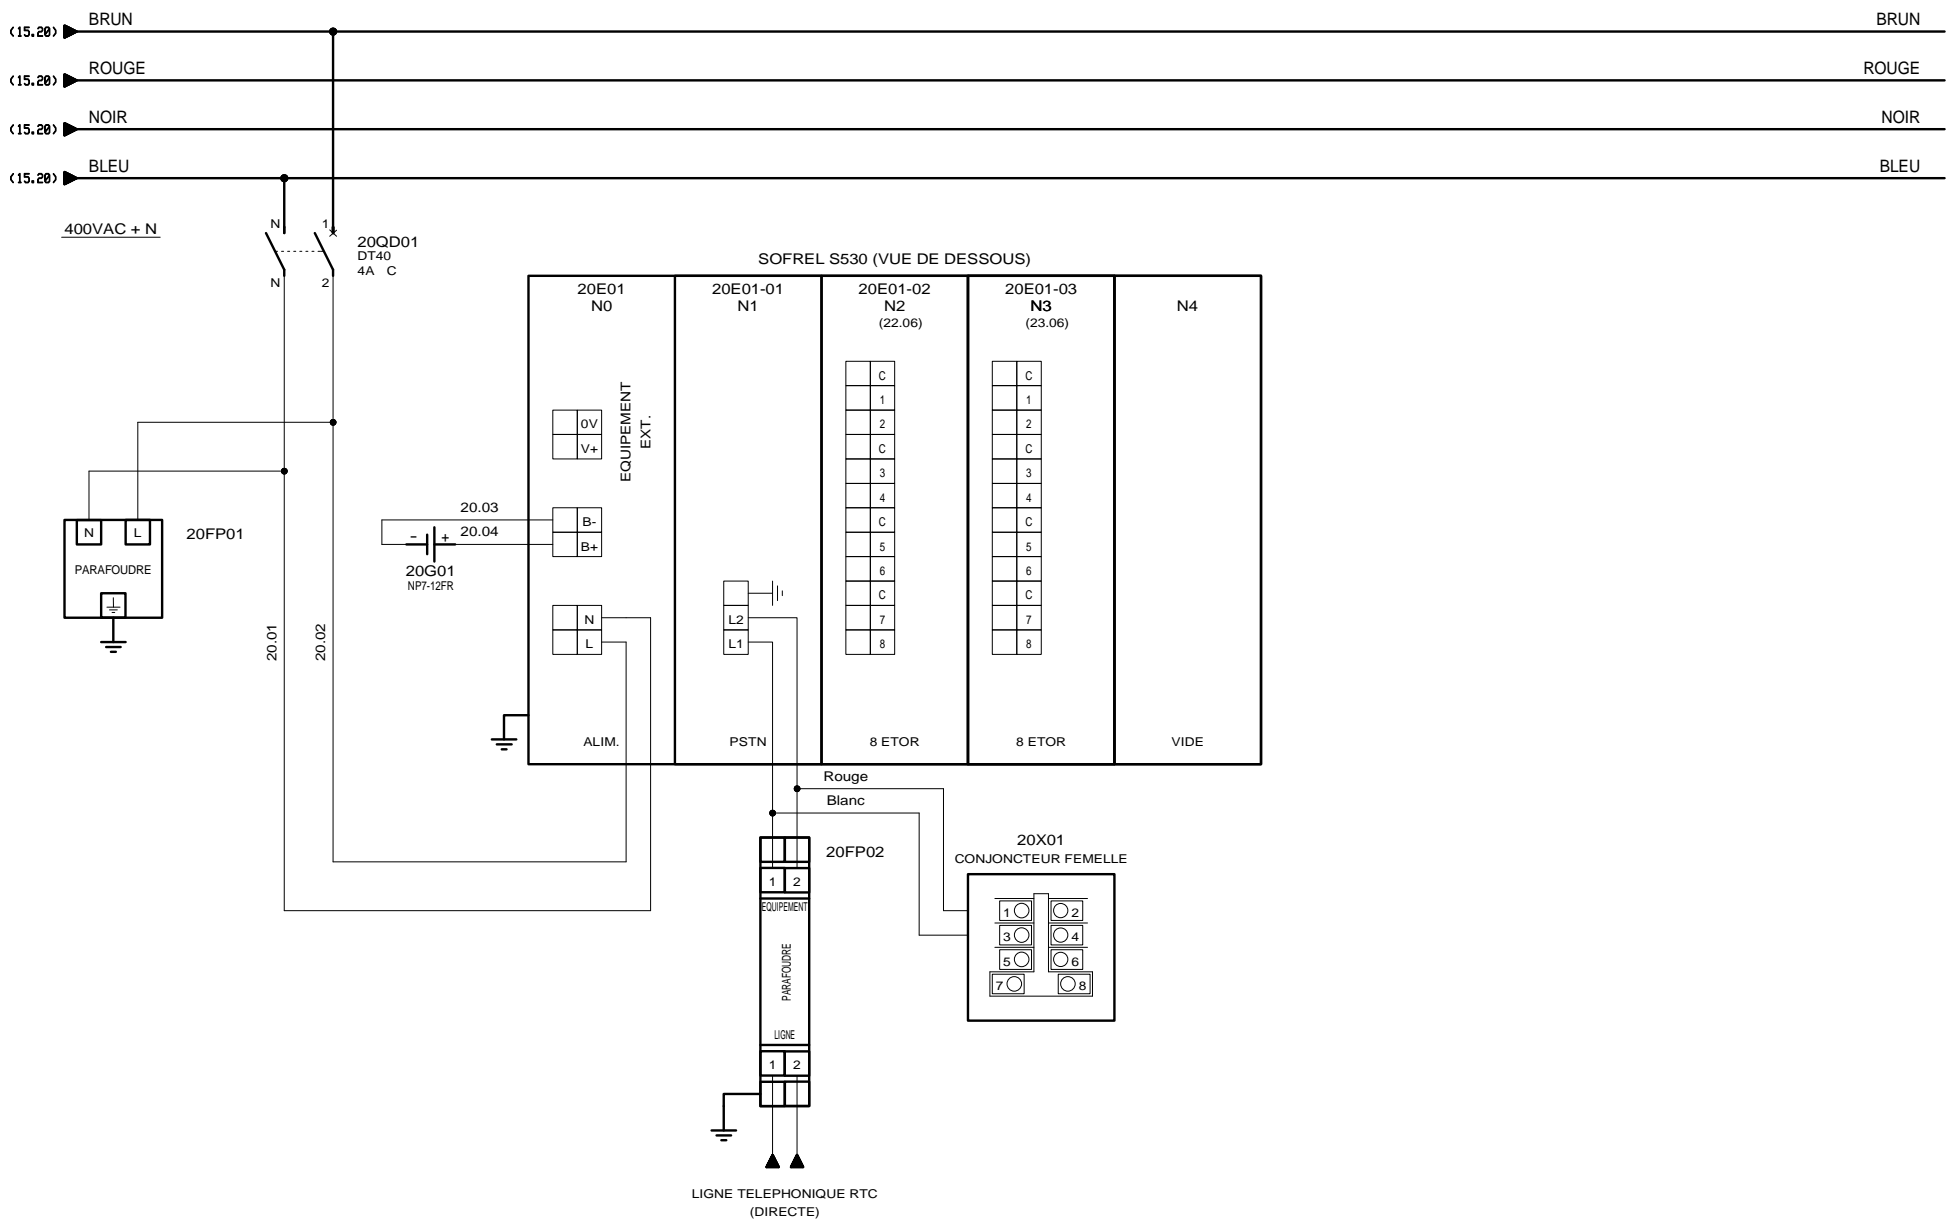 BRUN
BRUN
(15.20)
ROUGE
ROUGE
(15.20)
NOIR
NOIR
(15.20)
BLEU
BLEU
(15.20)
400VAC + N
N
1
20QD01
DT40
4A C
N
2
SOFREL S530 (VUE DE DESSOUS)
20E01
N0
20E01-01
N1
20E01-02
N2
(22.06)
20E01-03
N3
(23.06)
N4
EQUIPEMENT
EXT.
0V
V+
20.03
B-
20.04
B+
- +
20G01
NP7-12FR
N
L
L2
L1
C
1
2
C
3
4
C
5
6
C
7
8
C
1
2
C
3
4
C
5
6
C
7
8
N
L
20FP01
PARAFOUDRE
20.01
20.02
ALIM.
PSTN
8 ETOR
8 ETOR
VIDE
Rouge
Blanc
20FP02
1 2
EQUIPEMENT
PARAFOUDRE
LIGNE
1 2
20X01
CONJONCTEUR FEMELLE
1 2
3 4
5 6
7 8
LIGNE TELEPHONIQUE RTC
(DIRECTE)